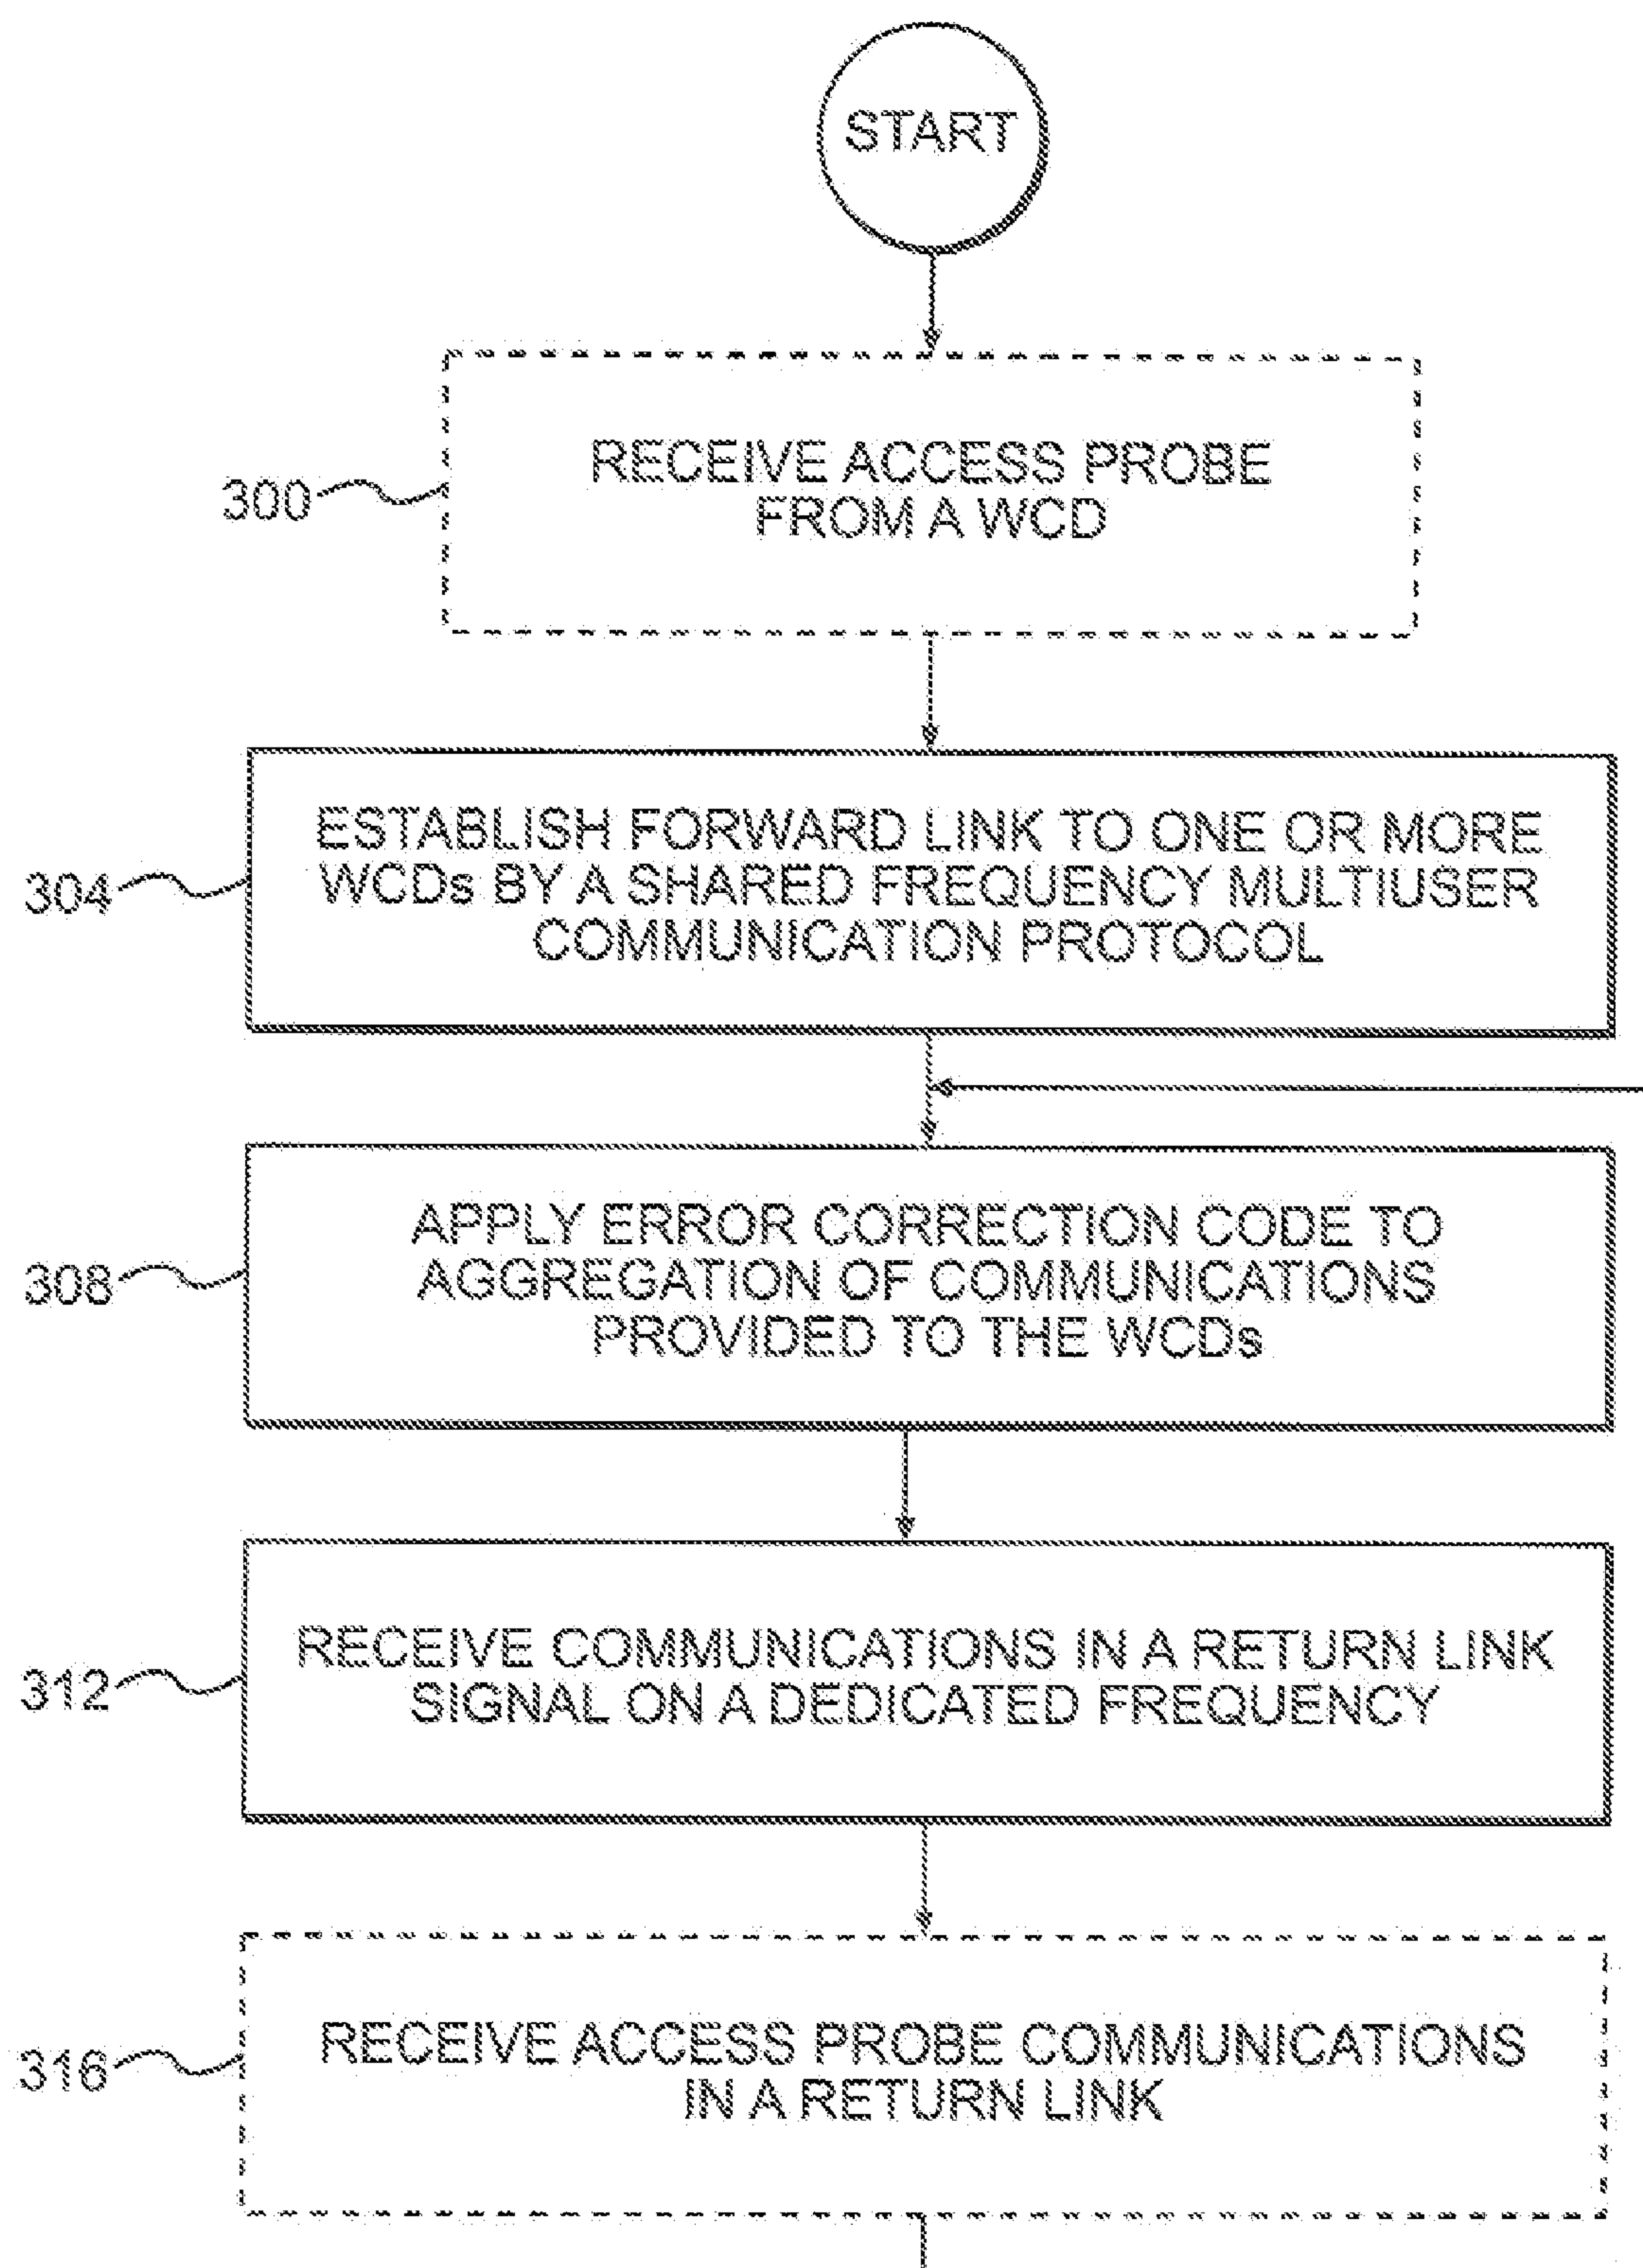 START
300
RECEIVE ACCESS PROBE
FROM A WCD
304
ESTABLISH FORWARD LINK TO ONE OR MORE
WCDs BY A SHARED FREQUENCY MULTIUSER
COMMUNICATION PROTOCOL
308
APPLY ERROR CORRECTION CODE TO
AGGREGATION OF COMMUNICATIONS
PROVIDED TO THE WCDs
312
RECEIVE COMMUNICATIONS IN A RETURN LINK
SIGNAL ON A DEDICATED FREQUENCY
316
RECEIVE ACCESS PROBE COMMUNICATIONS
IN A RETURN LINK